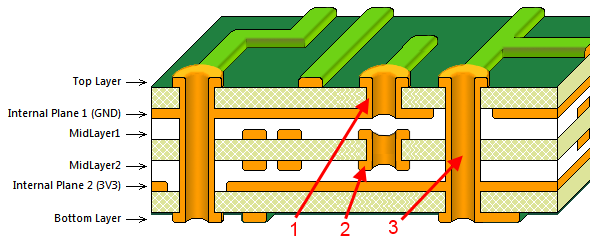 Top Layer
Internal Plane 1 (GND)
MidLayer1
MidLayer2
Internal Plane 2 (3V3)
Bottom Layer
1
2
3